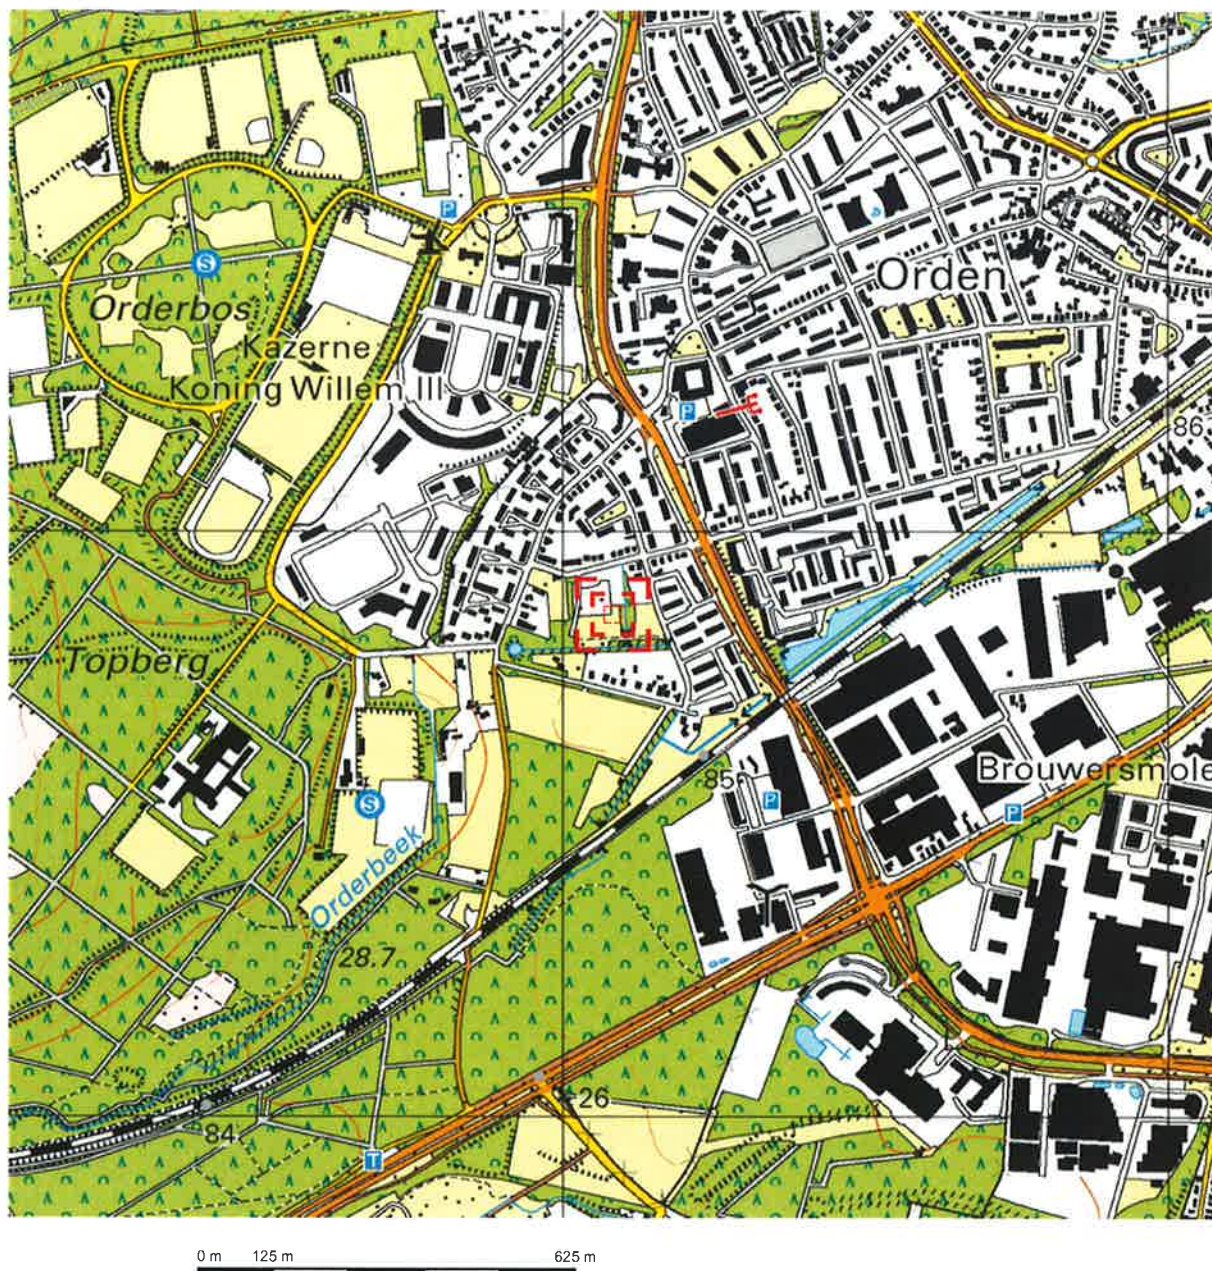 P
Orden
S
Orderbos
Kazerne
Koning Willem III
P
86
Topberg
85
Brouwersmole
P
P
S
Orderbeek
28.7
26
84
T
0 m 125 m 625 m